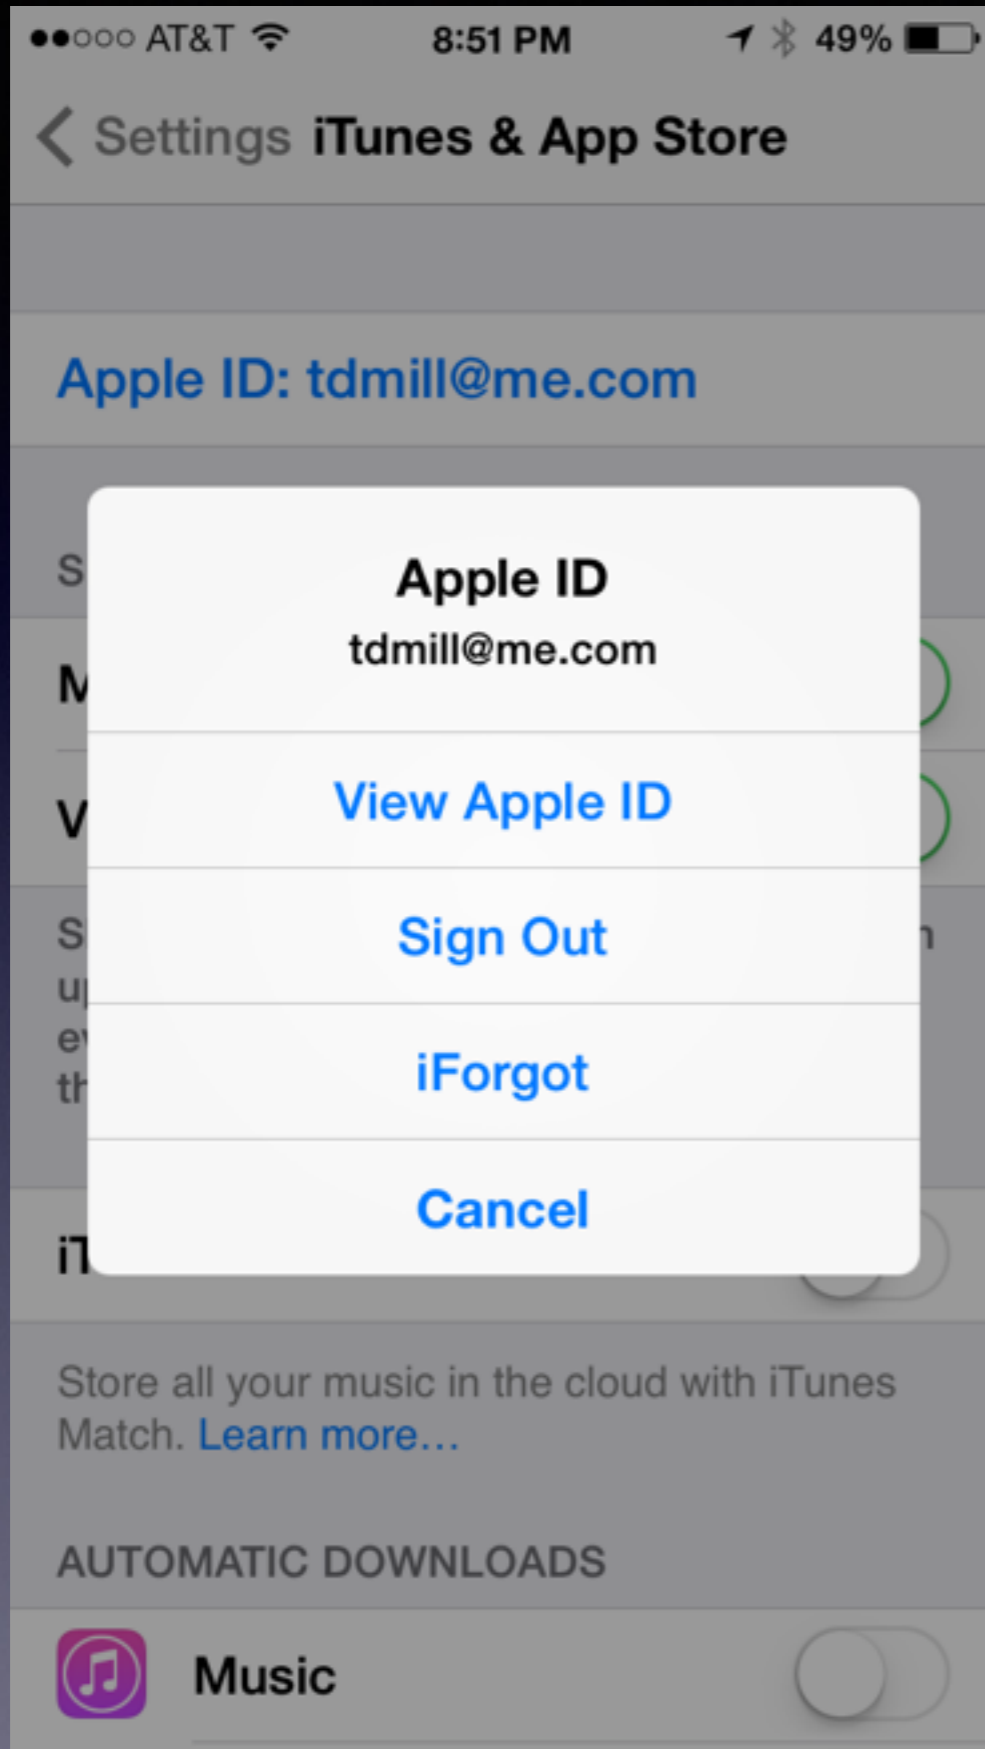 AT&T 8:51 PM 49%
Settings iTunes & App Store
Apple ID: tdmill@me.com
Apple ID
tdmill@me.com
View Apple ID
Sign Out
iForgot
Cancel
Store all your music in the cloud with iTunes
Match. Learn more...
AUTOMATIC DOWNLOADS
Music